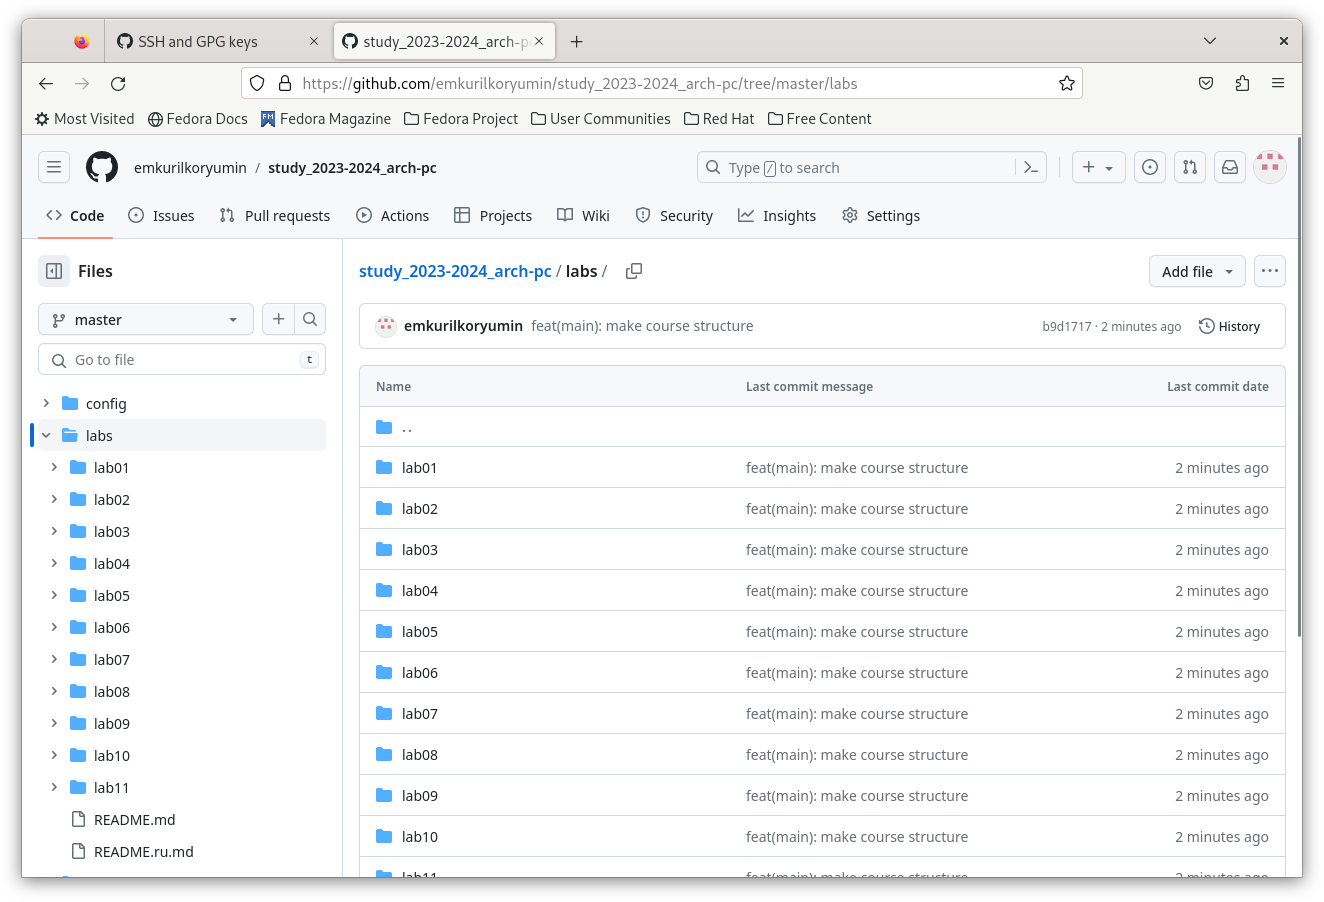 SSH and GPG keys
study_2023-2024_arch-p
https://github.com/emkurilkoryumin/study_2023-2024_arch-pc/tree/master/labs
Most Visited Fedora Docs Fedora Magazine Fedora Project User Communities Red Hat Free Content
emkurilkoryumin / study_2023-2024_arch-pc
Type / to search
Code Issues Pull requests Actions Projects Wiki Security Insights Settings
Files
master
Go to file t
config
labs
lab01
lab02
lab03
lab04
lab05
lab06
lab07
lab08
lab09
lab10
lab11
README.md
README.ru.md
study_2023-2024_arch-pc / labs /
Add file
emkurilkoryumin feat(main): make course structure b9d1717 · 2 minutes ago History
Name Last commit message Last commit date
..
lab01 feat(main): make course structure 2 minutes ago
lab02 feat(main): make course structure 2 minutes ago
lab03 feat(main): make course structure 2 minutes ago
lab04 feat(main): make course structure 2 minutes ago
lab05 feat(main): make course structure 2 minutes ago
lab06 feat(main): make course structure 2 minutes ago
lab07 feat(main): make course structure 2 minutes ago
lab08 feat(main): make course structure 2 minutes ago
lab09 feat(main): make course structure 2 minutes ago
lab10 feat(main): make course structure 2 minutes ago
lab11 feat(main): make course structure 2 minutes ago